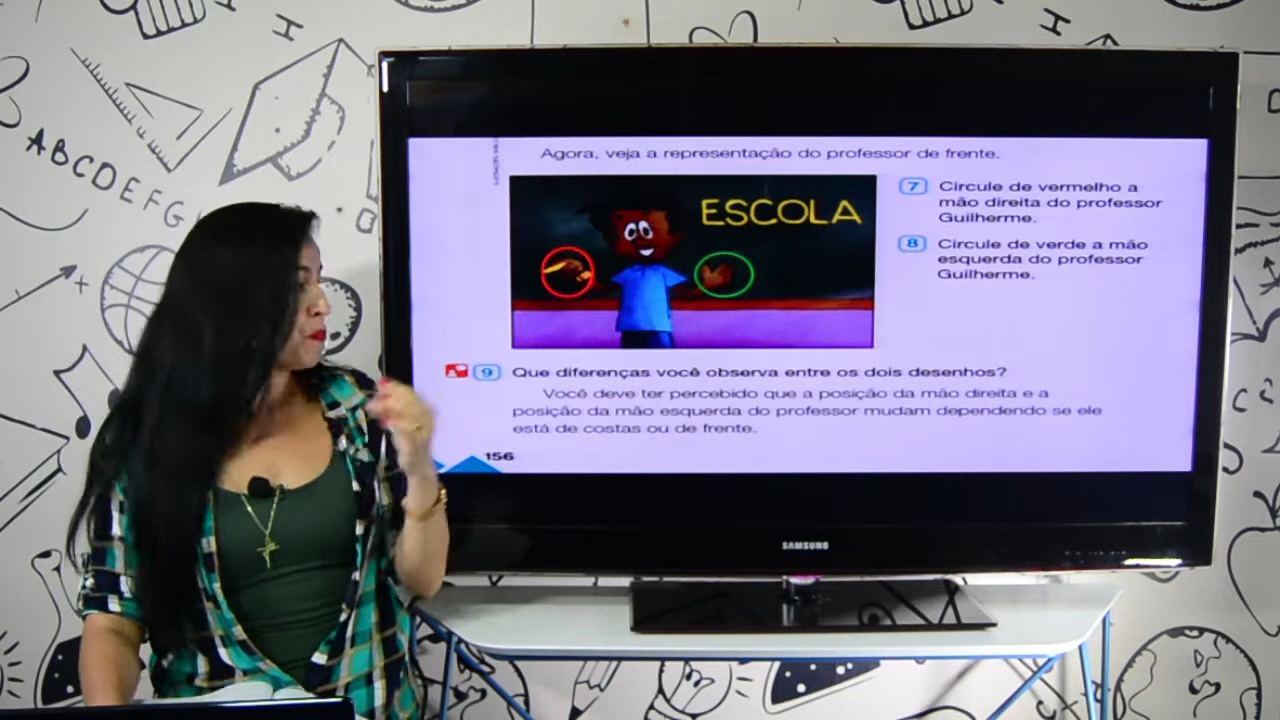 ABCDEFG
Agora, veja a representação do professor de frente.
ESCOLA
7 Circule de vermelho a
mão direita do professor
Guilherme.
8 Circule de verde a mão
esquerda do professor
Guilherme.
9 Que diferenças você observa entre os dois desenhos?
Você deve ter percebido que a posição da mão direita e a
posição da mão esquerda do professor mudam dependendo se ele
está de costas ou de frente.
156
SAMSUNG